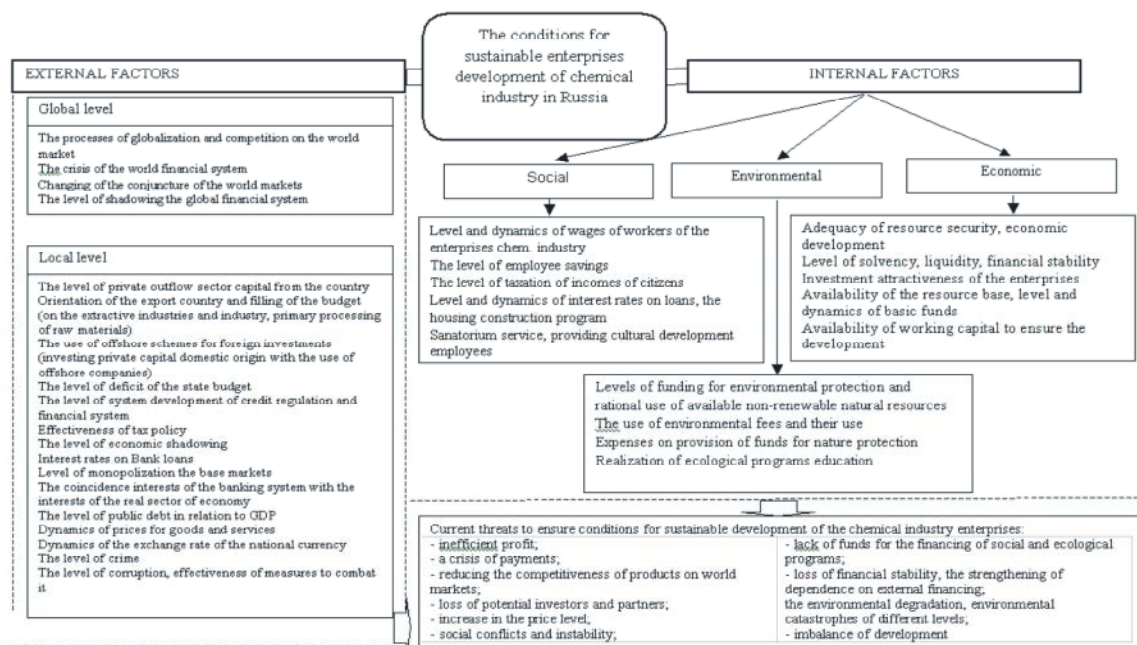 The conditions for
sustainable enterprises
development of chemical
industry in Russia
EXTERNAL FACTORS
Global level
The processes of globalization and competition on the world
market
The crisis of the world financial system
Changing of the conjuncture of the world markets
The level of shadowing the global financial system
Local level
The level of private outflow sector capital from the country
Orientation of the export country and filling of the budget
(on the extractive industries and industry, primary processing
of raw materials)
The use of offshore schemes for foreign investments
(investing private capital domestic origin with the use of
offshore companies)
The level of deficit of the state budget
The level of system development of credit regulation and
financial system
Effectiveness of tax policy
The level of economic shadowing
Interest rates on Bank loans
Level of monopolization the base markets
The coincidence interests of the banking system with the
interests of the real sector of economy
The level of public debt in relation to GDP
Dynamics of prices for goods and services
Dynamics of the exchange rate of the national currency
The level of crime
The level of corruption, effectiveness of measures to combat
it
INTERNAL FACTORS
Social
Level and dynamics of wages of workers of the
enterprises chem. industry
The level of employee savings
The level of taxation of incomes of citizens
Level and dynamics of interest rates on loans, the
housing construction program
Sanatorium service, providing cultural development
employees
Environmental
Levels of funding for environmental protection and
rational use of available non-renewable natural resources
The use of environmental fees and their use
Expenses on provision of funds for nature protection
Realization of ecological programs education
Economic
Adequacy of resource security, economic
development
Level of solvency, liquidity, financial stability
Investment attractiveness of the enterprises
Availability of the resource base, level and
dynamics of basic funds
Availability of working capital to ensure the
development
Current threats to ensure conditions for sustainable development of the chemical industry enterprises:
- inefficient profit;
- a crisis of payments;
- reducing the competitiveness of products on world
markets;
- loss of potential investors and partners;
- increase in the price level,
- social conflicts and instability;
- lack of funds for the financing of social and ecological
programs;
- loss of financial stability, the strengthening of
dependence on external financing;
the environmental degradation, environmental
catastrophes of different levels;
- imbalance of development